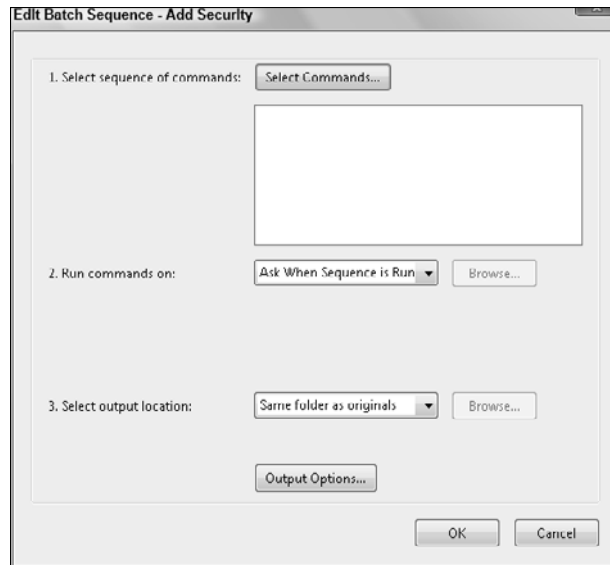 Edit Batch Sequence - Add Security
1. Select sequence of commands: Select Commands...
2. Run commands on: Ask When Sequence is Run Browse...
3. Select output location: Same folder as originals Browse...
Output Options...
OK Cancel